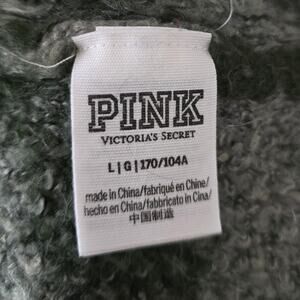 PINK
VICTORIA'S SECRET
L | G | 170/104A
made in China/fabriqué en Chine/
hecho en China/fabbricato in Cina/
中国制造